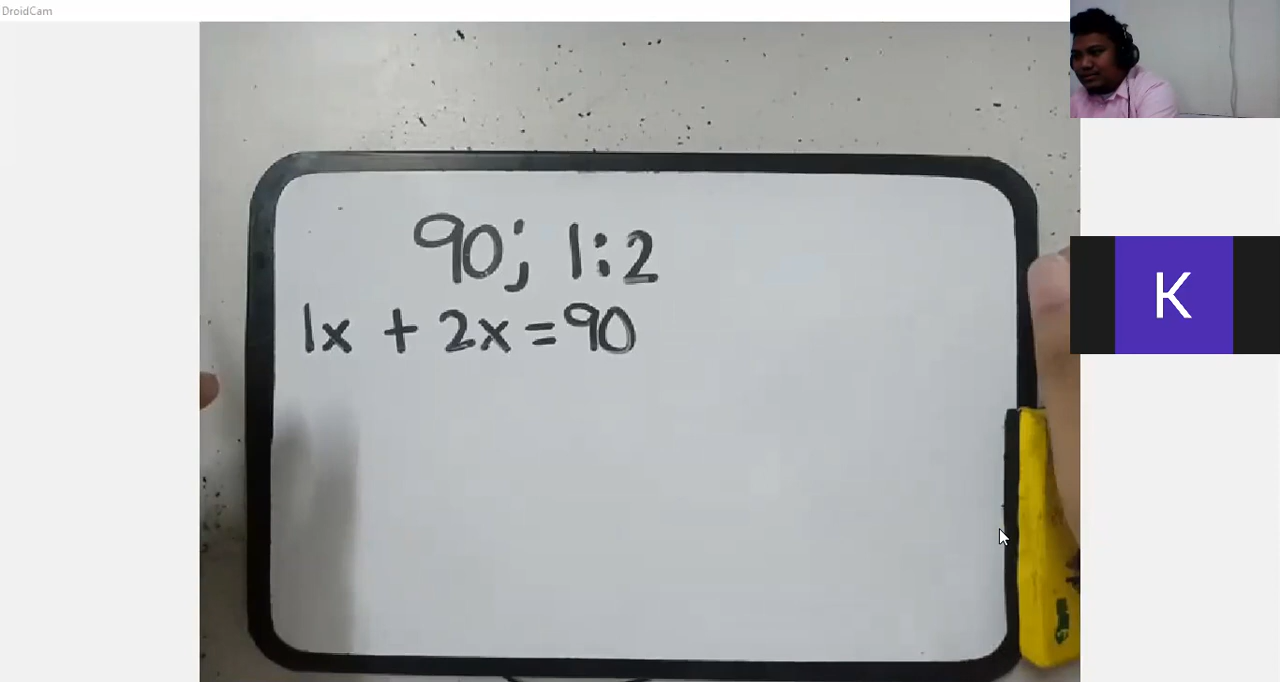 DroidCam
90; 1:2
1x + 2x = 90
K